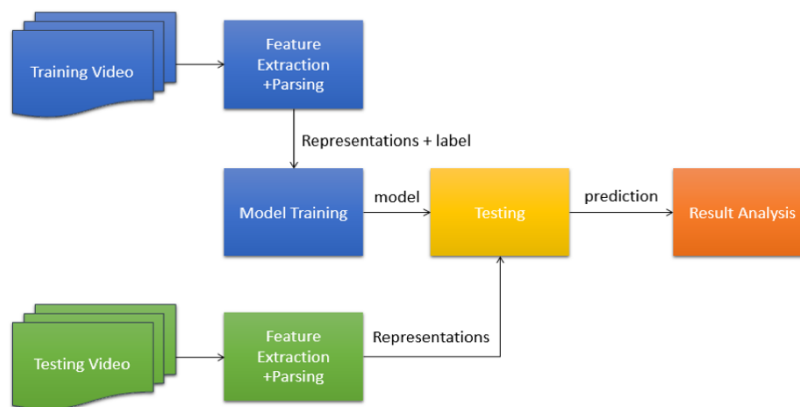 Training Video
Feature
Extraction
+Parsing
Representations + label
Model Training
model
Testing
prediction
Result Analysis
Testing Video
Feature
Extraction
+Parsing
Representations